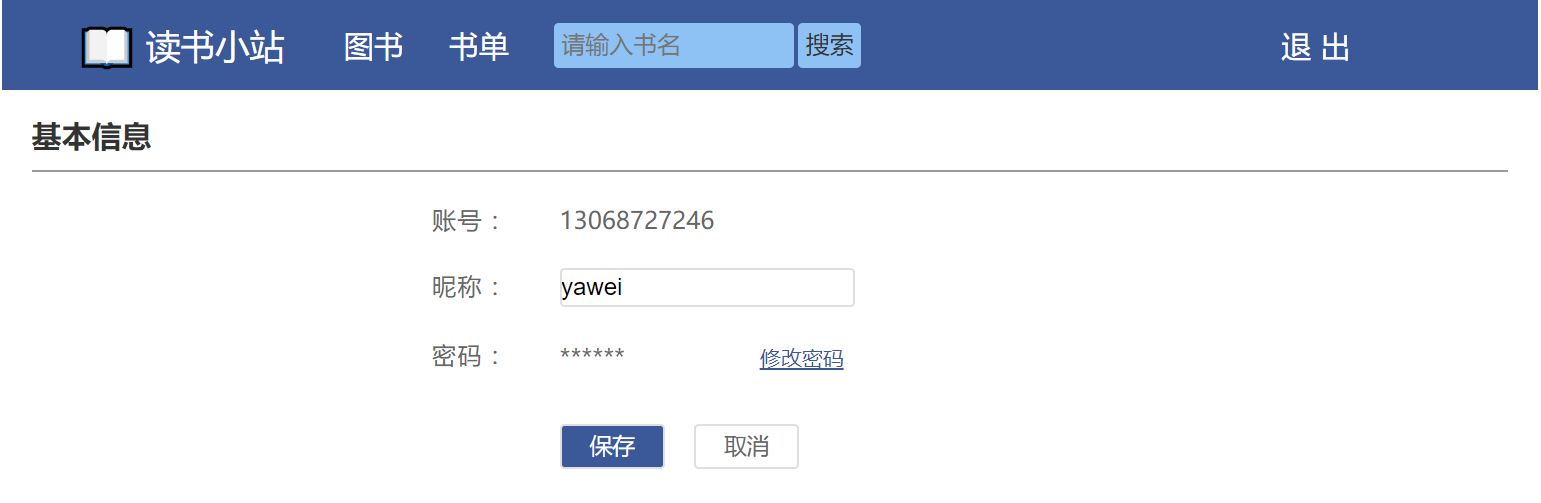 读书小站 图书 书单 请输入书名 搜索 退 出
基本信息
账号： 13068727246
昵称： yawei
密码： ****** 修改密码
保存 取消